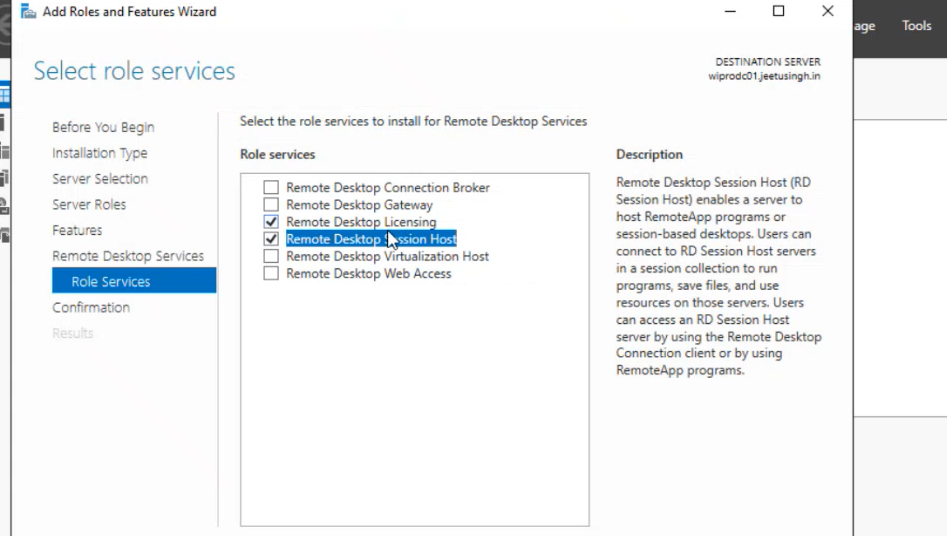 Add Roles and Features Wizard
age
Tools
Select role services
DESTINATION SERVER
wiprodc01.jeetusingh.in
Before You Begin
Installation Type
Server Selection
Server Roles
Features
Remote Desktop Services
Role Services
Confirmation
Results
Select the role services to install for Remote Desktop Services
Role services
Remote Desktop Connection Broker
Remote Desktop Gateway
Remote Desktop Licensing
Remote Desktop Session Host
Remote Desktop Virtualization Host
Remote Desktop Web Access
Description
Remote Desktop Session Host (RD
Session Host) enables a server to
host RemoteApp programs or
session-based desktops. Users can
connect to RD Session Host servers
in a session collection to run
programs, save files, and use
resources on those servers. Users
can access an RD Session Host
server by using the Remote Desktop
Connection client or by using
RemoteApp programs.